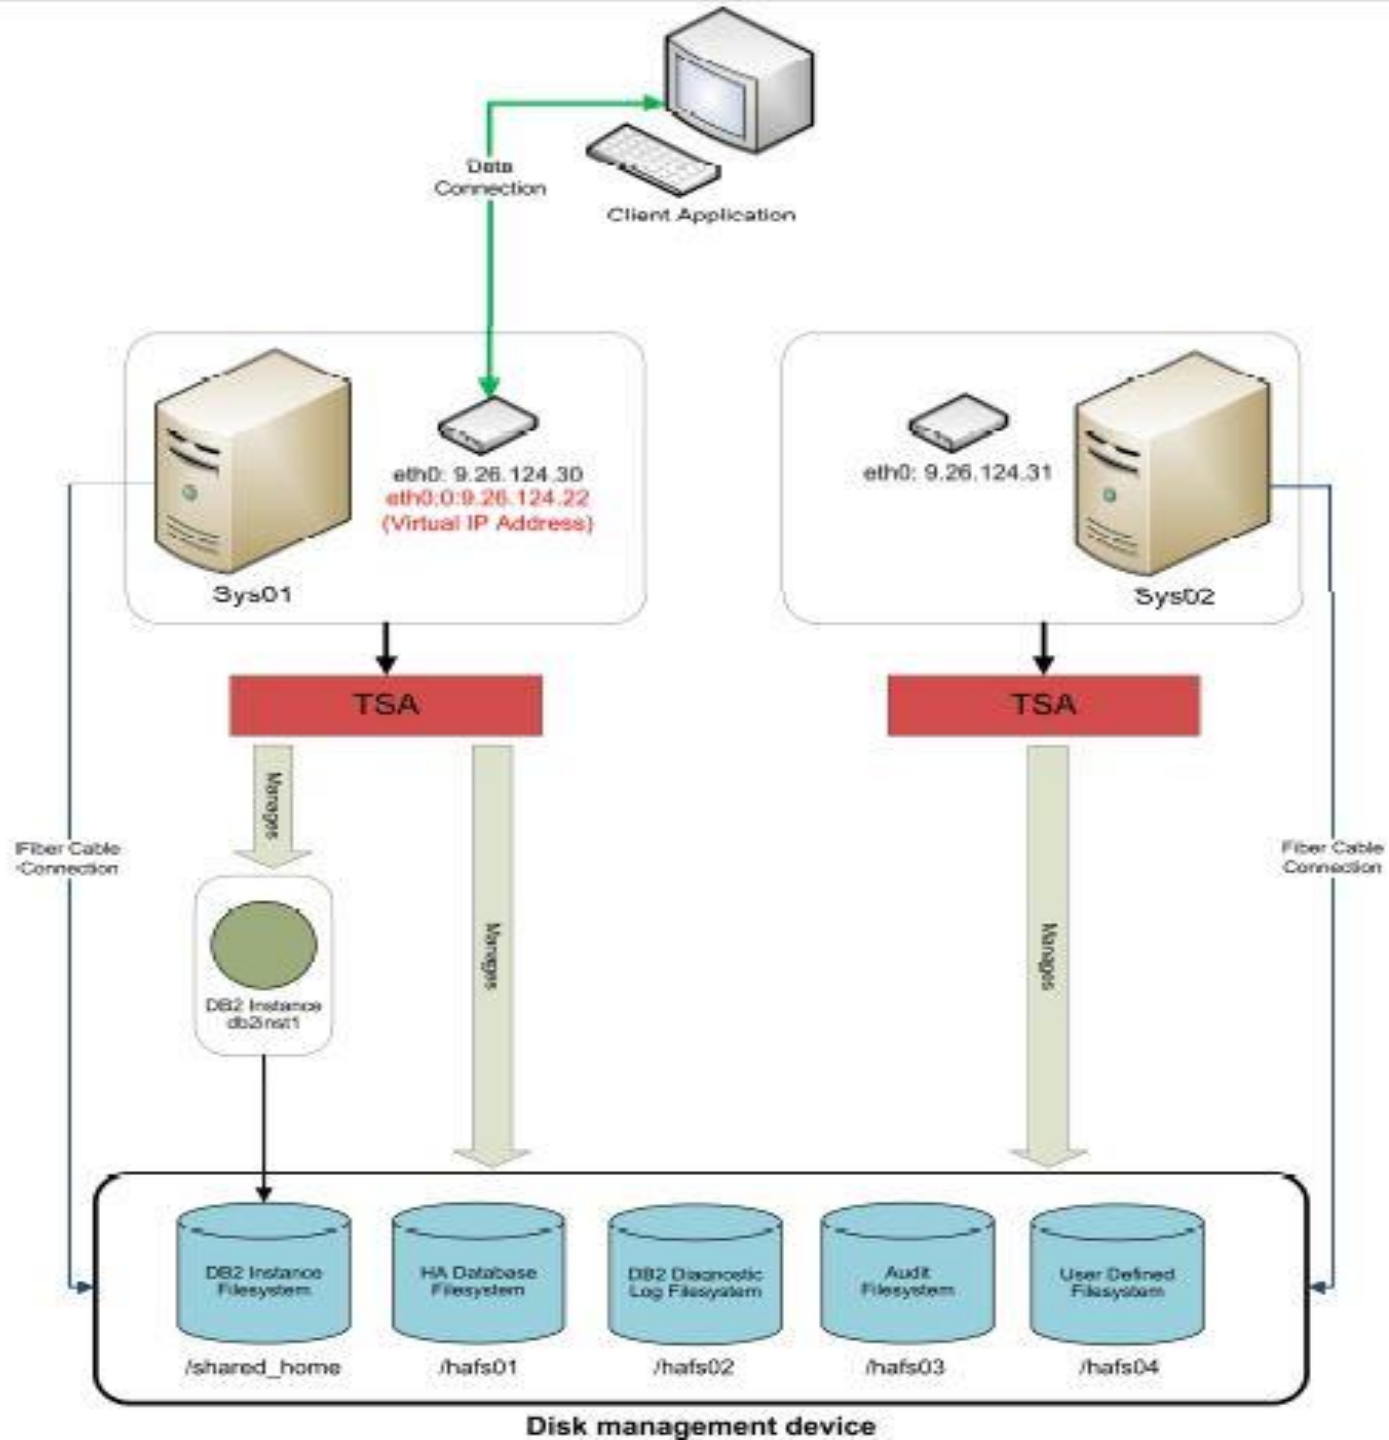 Data
Connection
Client Application
eth0: 9.26.124.30
eth0:0:9.26.124.22
(Virtual IP Address)
Sys01
eth0: 9.26.124.31
Sys02
TSA
TSA
Manages
Manages
Manages
Fiber Cable
Connection
Fiber Cable
Connection
DB2 Instance
db2inst1
DB2 Instance
Filesystem
HA Database
Filesystem
DB2 Diagnostic
Log Filesystem
Audit
Filesystem
User Defined
Filesystem
/shared_home
/hafs01
/hafs02
/hafs03
/hafs04
Disk management device